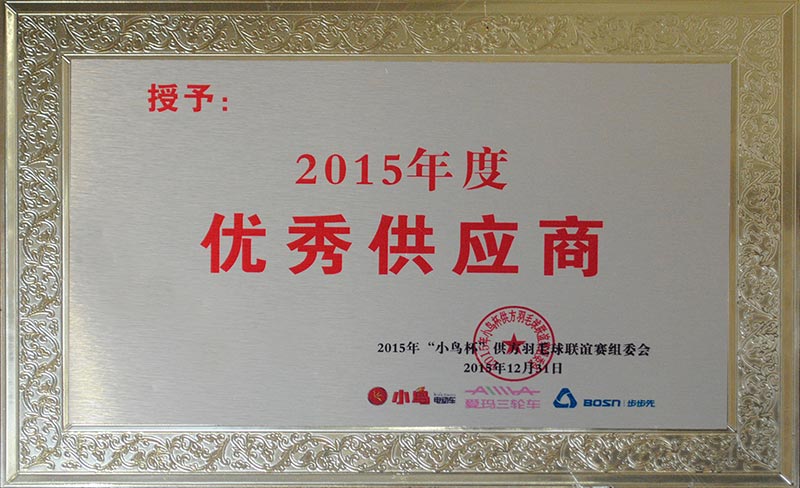 授予：
2015年度
优秀供应商
2015年“小鸟杯”供方羽毛球联谊赛组委会
2015年12月31日
小鸟 电动车 AIMA 爱玛三轮车 BOSN 步步先